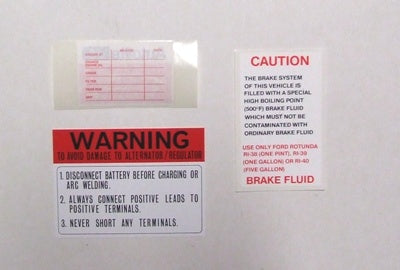 WARNING
TO AVOID DAMAGE TO ALTERNATOR / REGULATOR
1. DISCONNECT BATTERY BEFORE CHARGING OR
ARC WELDING.
2. ALWAYS CONNECT POSITIVE LEADS TO
POSITIVE TERMINALS.
3. NEVER SHORT ANY TERMINALS.
CAUTION
THE BRAKE SYSTEM
OF THIS VEHICLE IS
FILLED WITH A SPECIAL
HIGH BOILING POINT
(500°F) BRAKE FLUID
WHICH MUST NOT BE
CONTAMINATED WITH
ORDINARY BRAKE FLUID
USE ONLY FORD ROTUNDA
RI-38 (ONE PINT), RI-39
(ONE GALLON) OR RI-40
(FIVE GALLON)
BRAKE FLUID